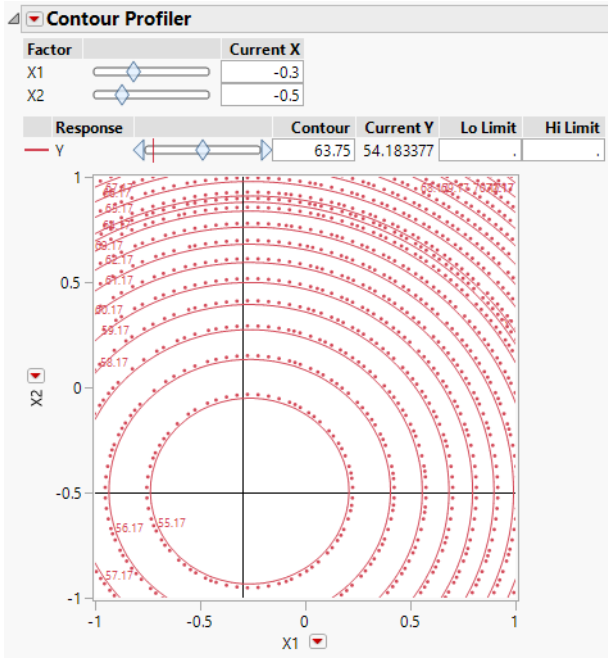 Contour Profiler
Factor Current X
X1 -0.3
X2 -0.5
Response Contour Current Y Lo Limit Hi Limit
Y 63.75 54.183377 . .
1
0.5
0
-0.5
-1
X2
62.17
61.17
60.17
59.17
58.17
56.17
55.17
57.17
-1 -0.5 0 0.5 1
X1